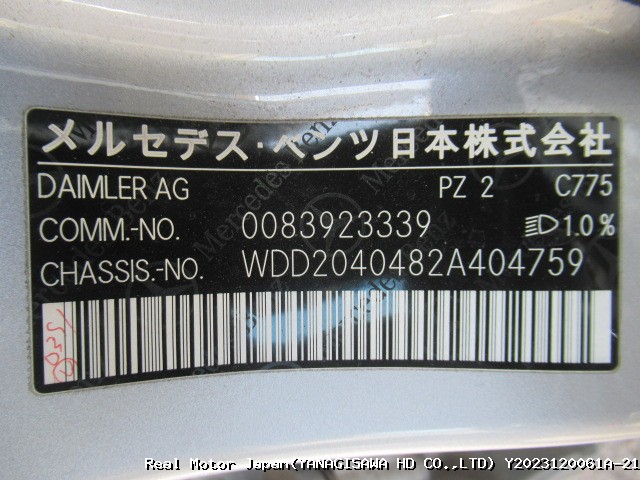 メルセデス・ベンツ日本株式会社
DAIMLER AG PZ 2 C775
COMM.-NO. 0083923339 1.0%
CHASSIS.-NO. WDD2040482A404759
Real Motor Japan(YANAGISAWA HD CO.,LTD) Y2023120061A-21